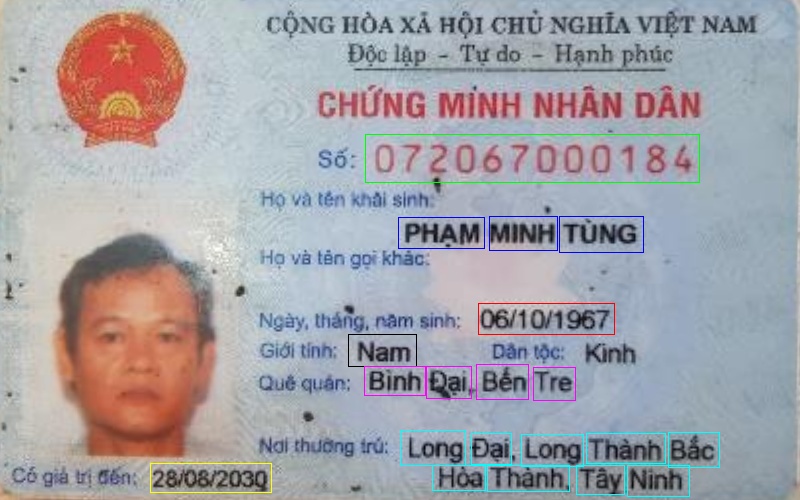 CỘNG HÒA XÃ HỘI CHỦ NGHĨA VIỆT NAM
Độc lập - Tự do - Hạnh phúc
CHỨNG MINH NHÂN DÂN
Số: 072067000184
Họ và tên khai sinh:
PHẠM MINH TÙNG
Họ và tên gọi khác:
Ngày, tháng, năm sinh: 06/10/1967
Giới tính: Nam Dân tộc: Kinh
Quê quán: Bình Đại, Bến Tre
Nơi thường trú: Long Đại, Long Thành Bắc
Hòa Thành, Tây Ninh
Có giá trị đến: 28/08/2030